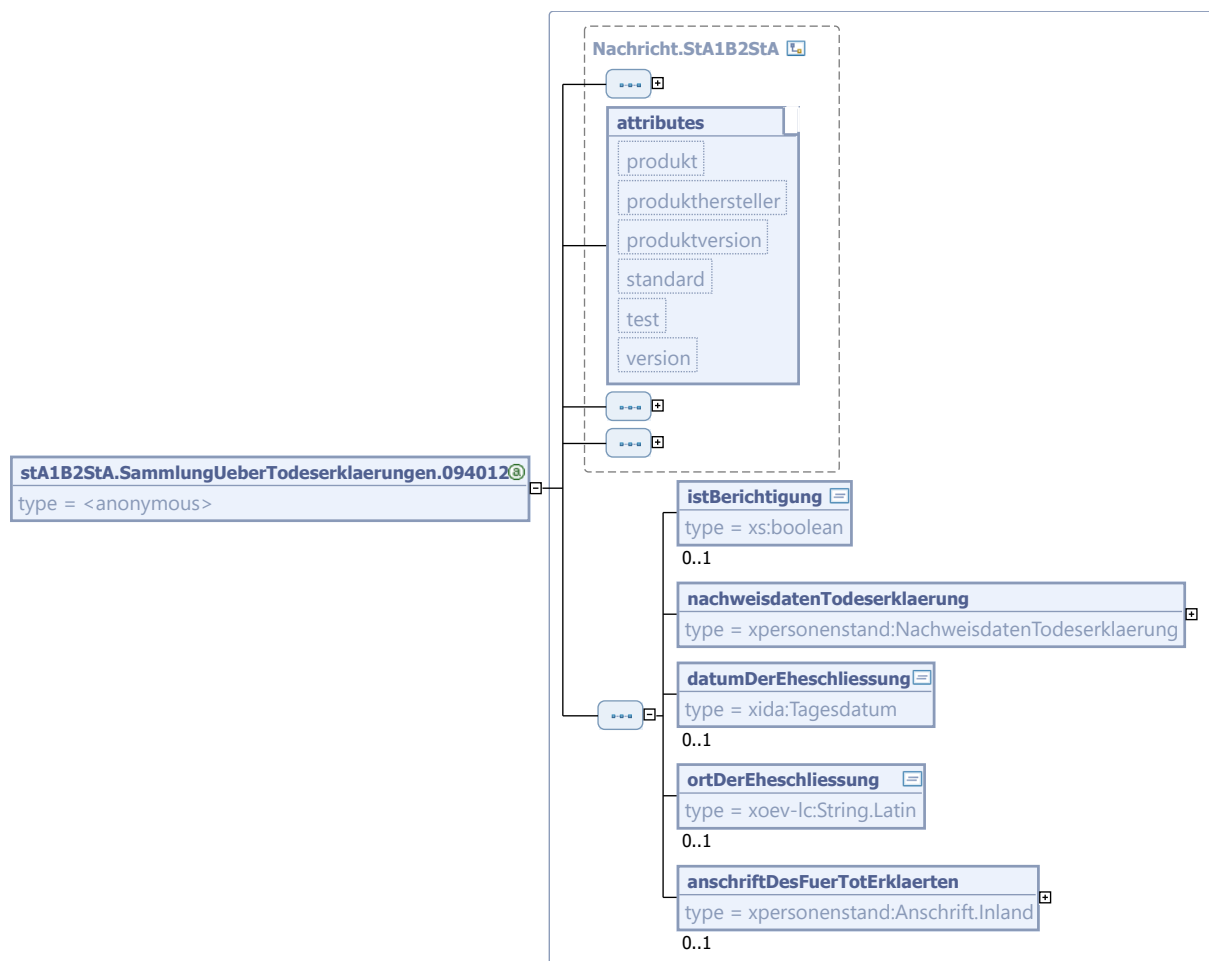 Nachricht.StA1B2StA
attributes
produkt
produkthersteller
produktversion
standard
test
version
stA1B2StA.SammlungUeberTodeserklaerungen.094012
type = <anonymous>
istBerichtigung
type = xs:boolean
0..1
nachweisdatenTodeserklaerung
type = xpersonenstand:NachweisdatenTodeserklaerung
datumDerEheschliessung
type = xida:Tagesdatum
0..1
ortDerEheschliessung
type = xoev-lc:String.Latin
0..1
anschriftDesFuerTotErklaerten
type = xpersonenstand:Anschrift.Inland
0..1